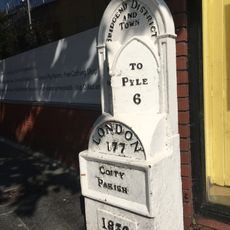 BRIDGEND DISTRICT
AND
TOWN
TO
PYLE
6
LONDON
177
COITY
PARISH